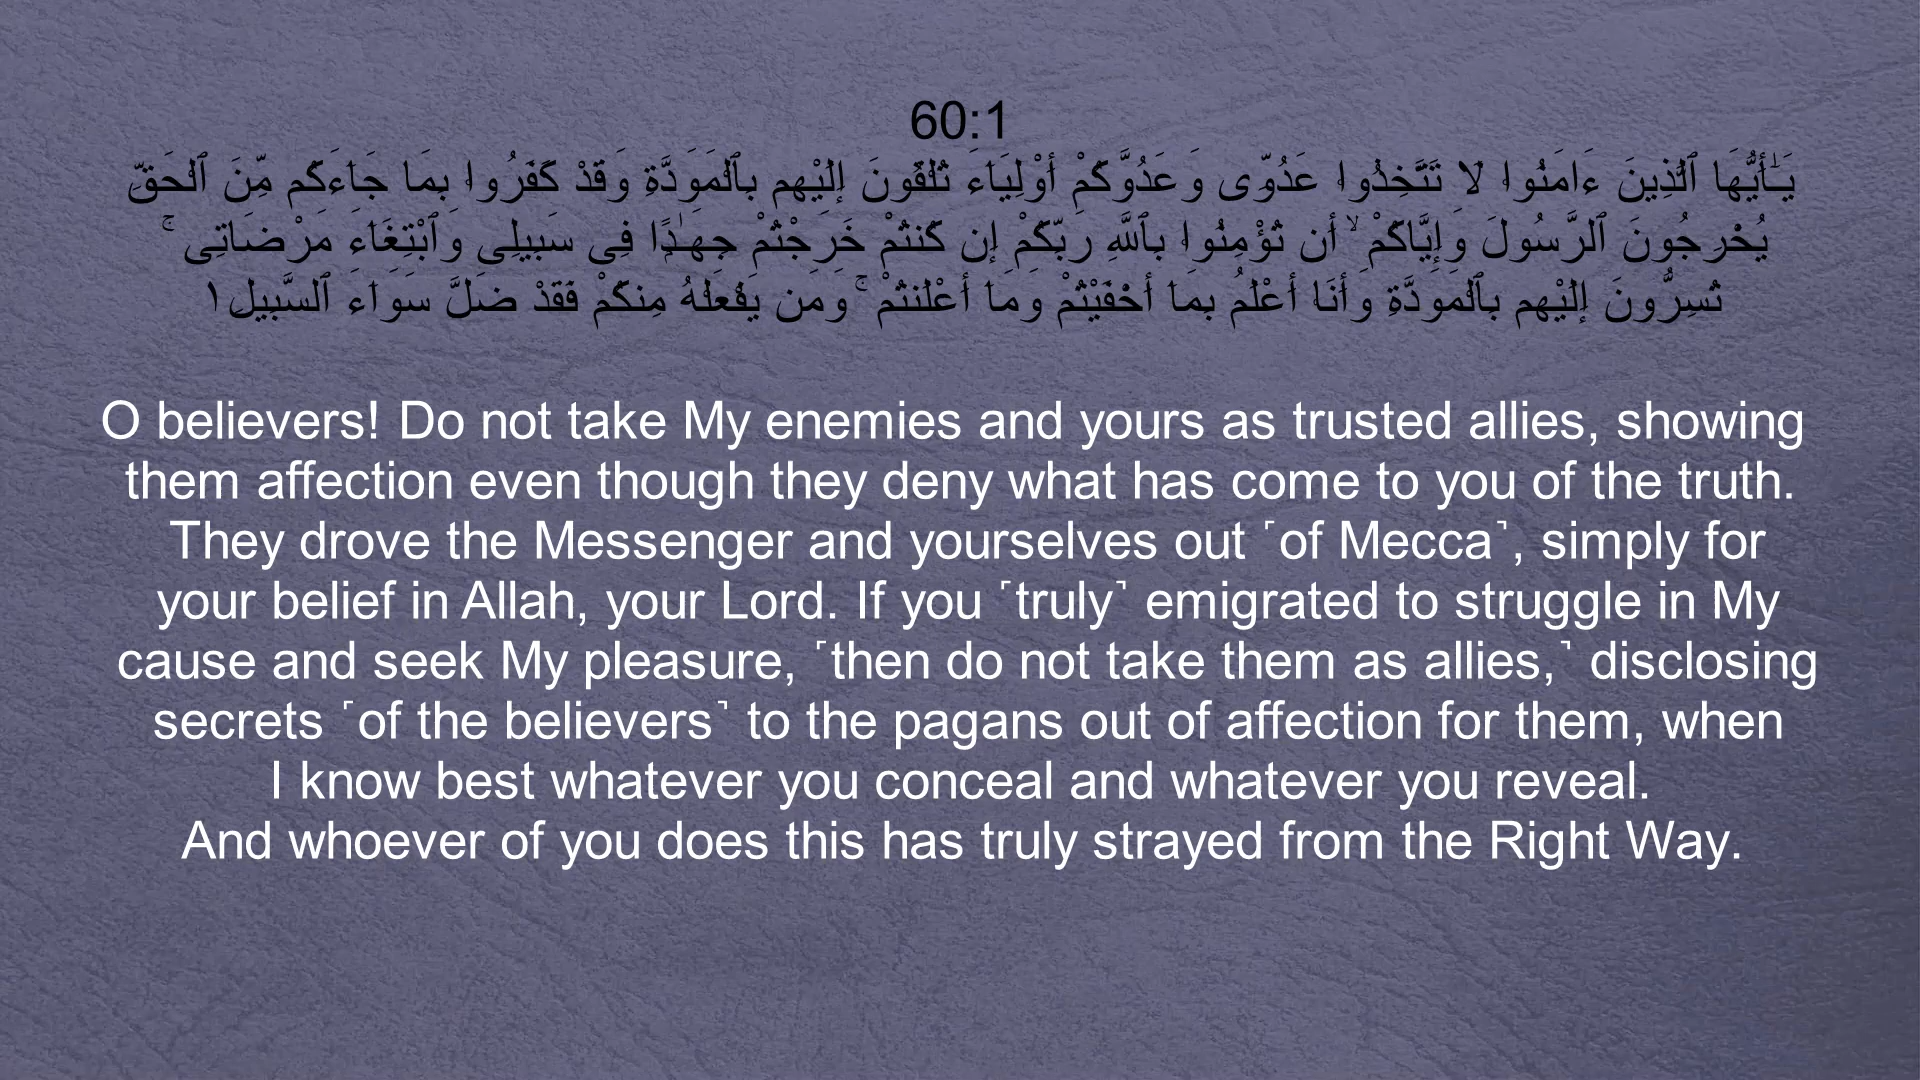 60:1
يَـٰٓأَيُّهَا ٱلَّذِينَ ءَامَنُوا۟ لَا تَتَّخِذُوا۟ عَدُوِّى وَعَدُوَّكُمْ أَوْلِيَآءَ تُلْقُونَ إِلَيْهِم بِٱلْمَوَدَّةِ وَقَدْ كَفَرُوا۟ بِمَا جَآءَكُم مِّنَ ٱلْحَقِّ
يُخْرِجُونَ ٱلرَّسُولَ وَإِيَّاكُمْ ۙ أَن تُؤْمِنُوا۟ بِٱللَّهِ رَبِّكُمْ إِن كُنتُمْ خَرَجْتُمْ جِهَـٰدًۭا فِى سَبِيلِى وَٱبْتِغَآءَ مَرْضَاتِى ۚ
تُسِرُّونَ إِلَيْهِم بِٱلْمَوَدَّةِ وَأَنَا۠ أَعْلَمُ بِمَآ أَخْفَيْتُمْ وَمَآ أَعْلَنتُمْ ۚ وَمَن يَفْعَلْهُ مِنكُمْ فَقَدْ ضَلَّ سَوَآءَ ٱلسَّبِيلِ ١
O believers! Do not take My enemies and yours as trusted allies, showing
them affection even though they deny what has come to you of the truth.
They drove the Messenger and yourselves out ˹of Mecca˺, simply for
your belief in Allah, your Lord. If you ˹truly˺ emigrated to struggle in My
cause and seek My pleasure, ˹then do not take them as allies,˺ disclosing
secrets ˹of the believers˺ to the pagans out of affection for them, when
I know best whatever you conceal and whatever you reveal.
And whoever of you does this has truly strayed from the Right Way.